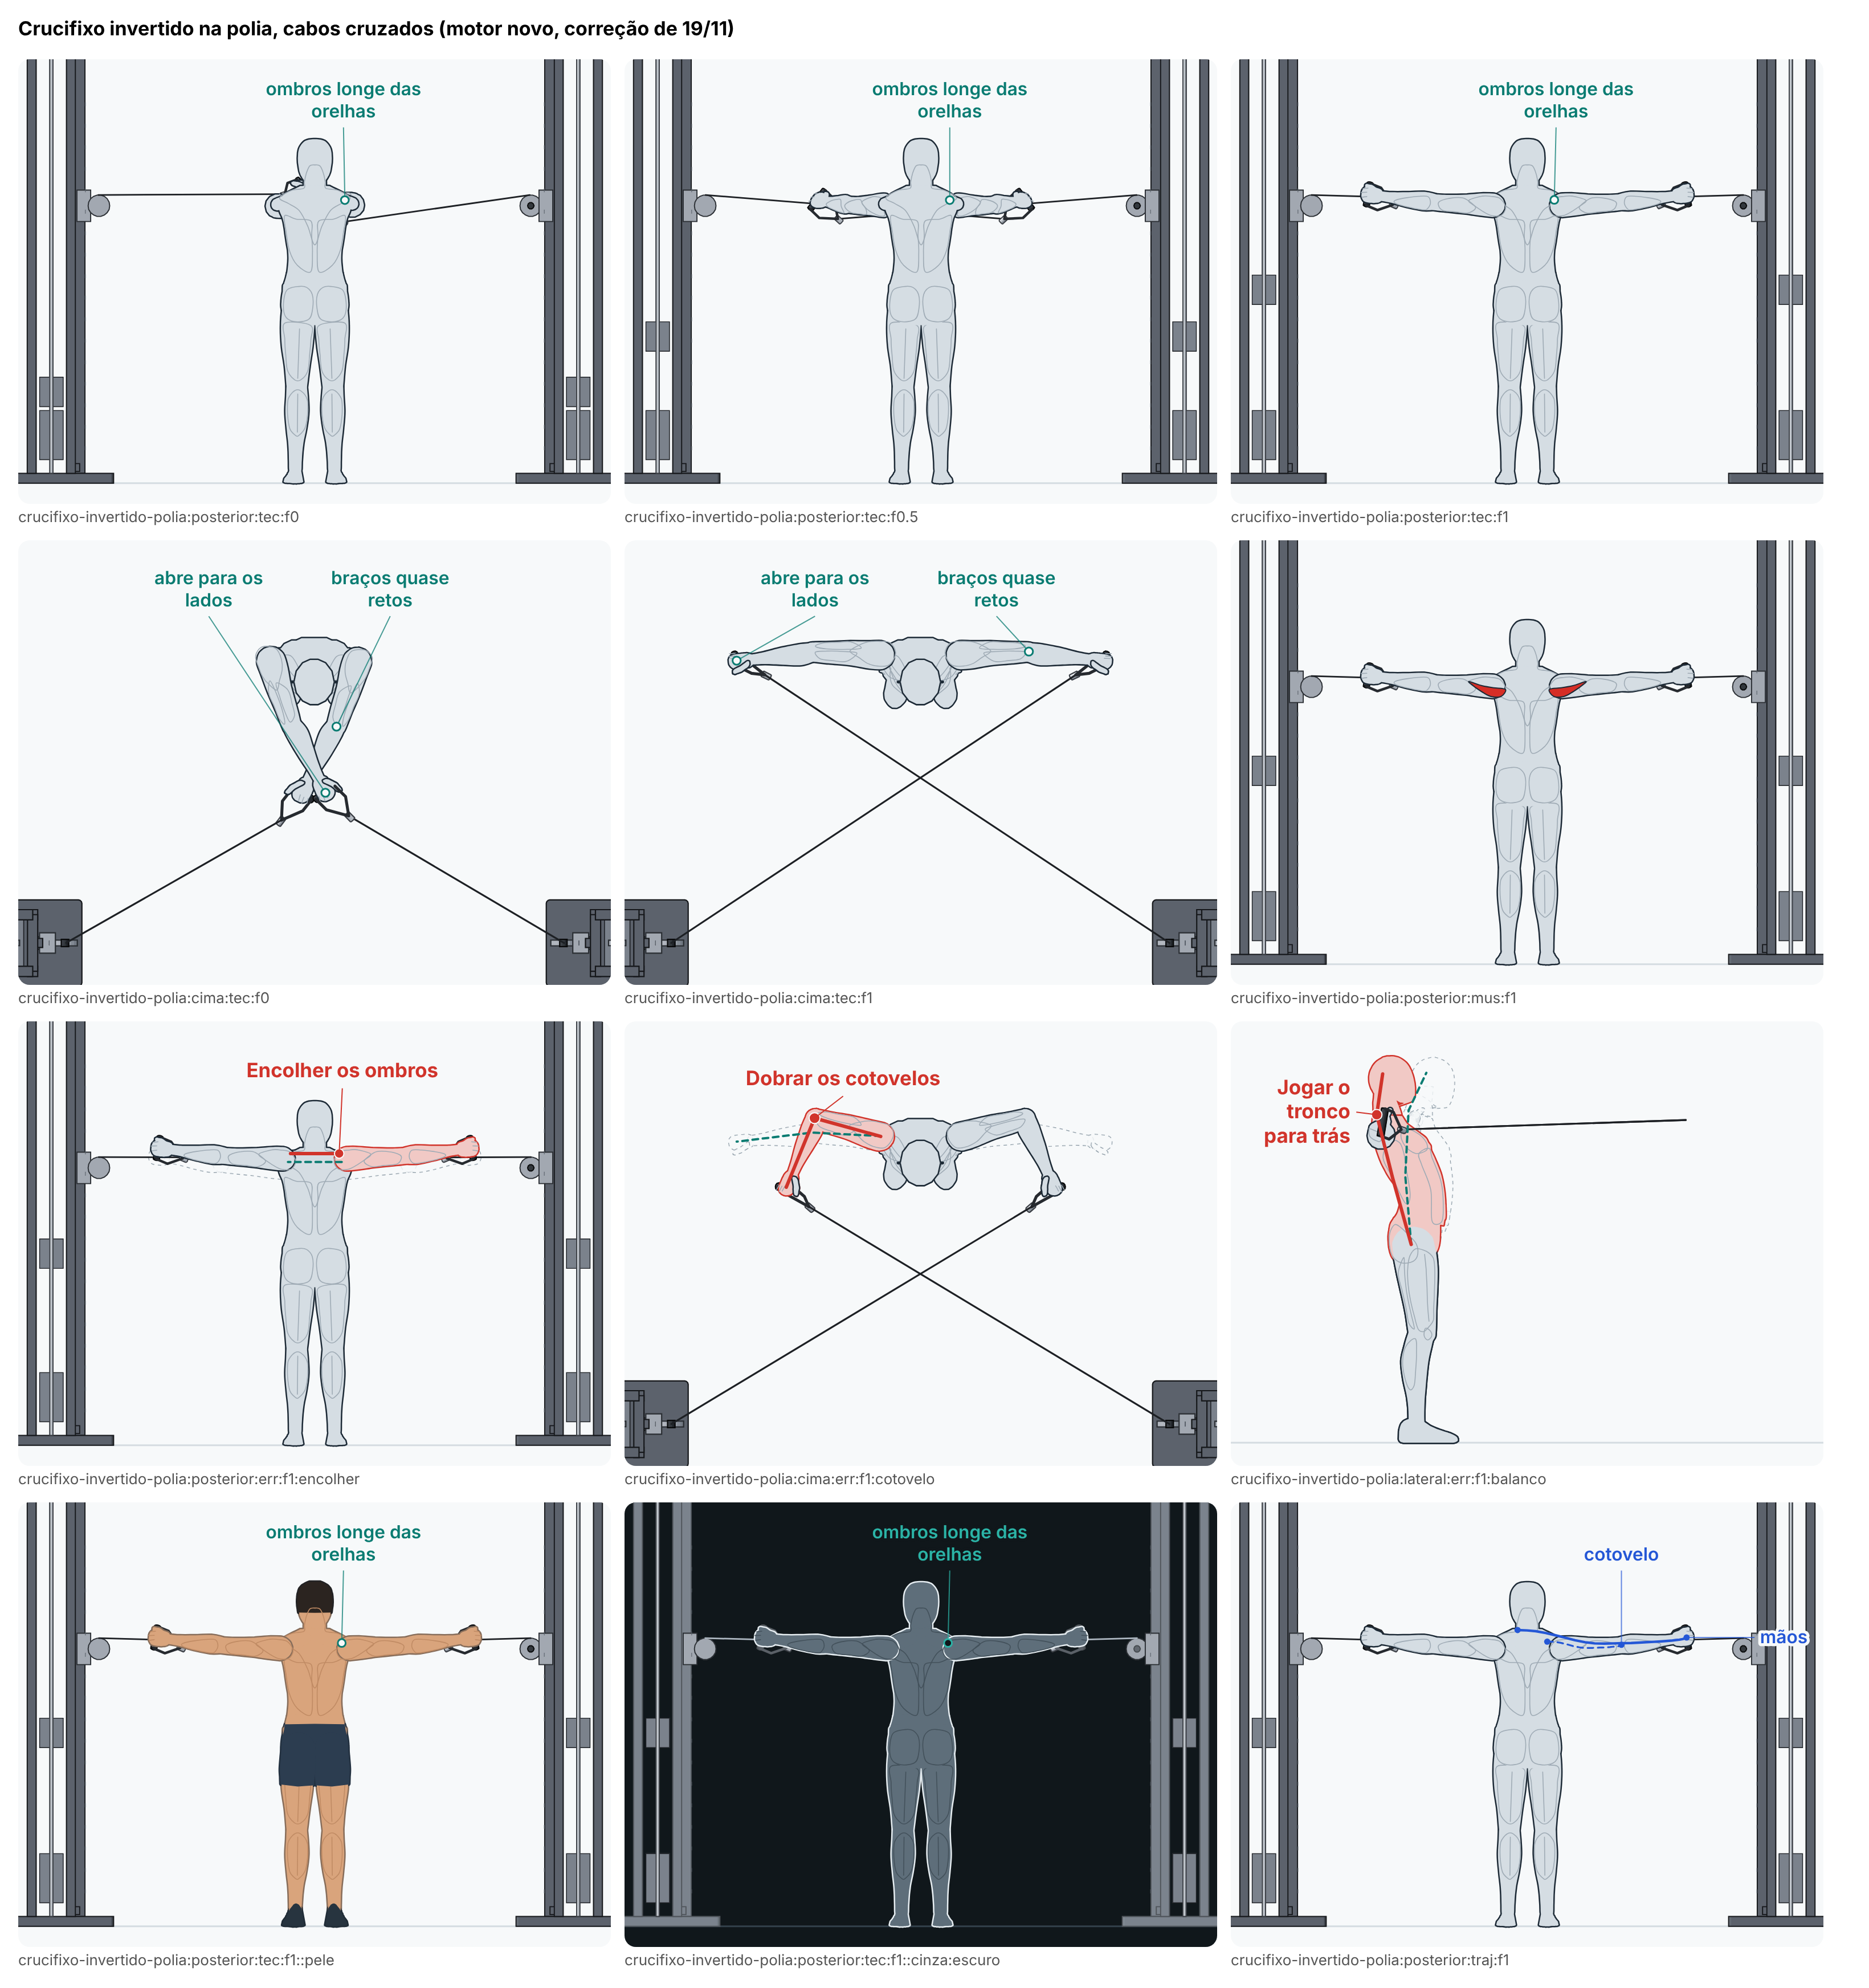 Crucifixo invertido na polia, cabos cruzados (motor novo, correção de 19/11)
ombros longe das
orelhas
ombros longe das
orelhas
ombros longe das
orelhas
crucifixo-invertido-polia:posterior:tec:f0
crucifixo-invertido-polia:posterior:tec:f0.5
crucifixo-invertido-polia:posterior:tec:f1
abre para os
lados
braços quase
retos
abre para os
lados
braços quase
retos
crucifixo-invertido-polia:cima:tec:f0
crucifixo-invertido-polia:cima:tec:f1
crucifixo-invertido-polia:posterior:mus:f1
Encolher os ombros
Dobrar os cotovelos
Jogar o
tronco
para trás
crucifixo-invertido-polia:posterior:err:f1:encolher
crucifixo-invertido-polia:cima:err:f1:cotovelo
crucifixo-invertido-polia:lateral:err:f1:balanco
ombros longe das
orelhas
ombros longe das
orelhas
cotovelo
mãos
crucifixo-invertido-polia:posterior:tec:f1::pele
crucifixo-invertido-polia:posterior:tec:f1::cinza:escuro
crucifixo-invertido-polia:posterior:traj:f1